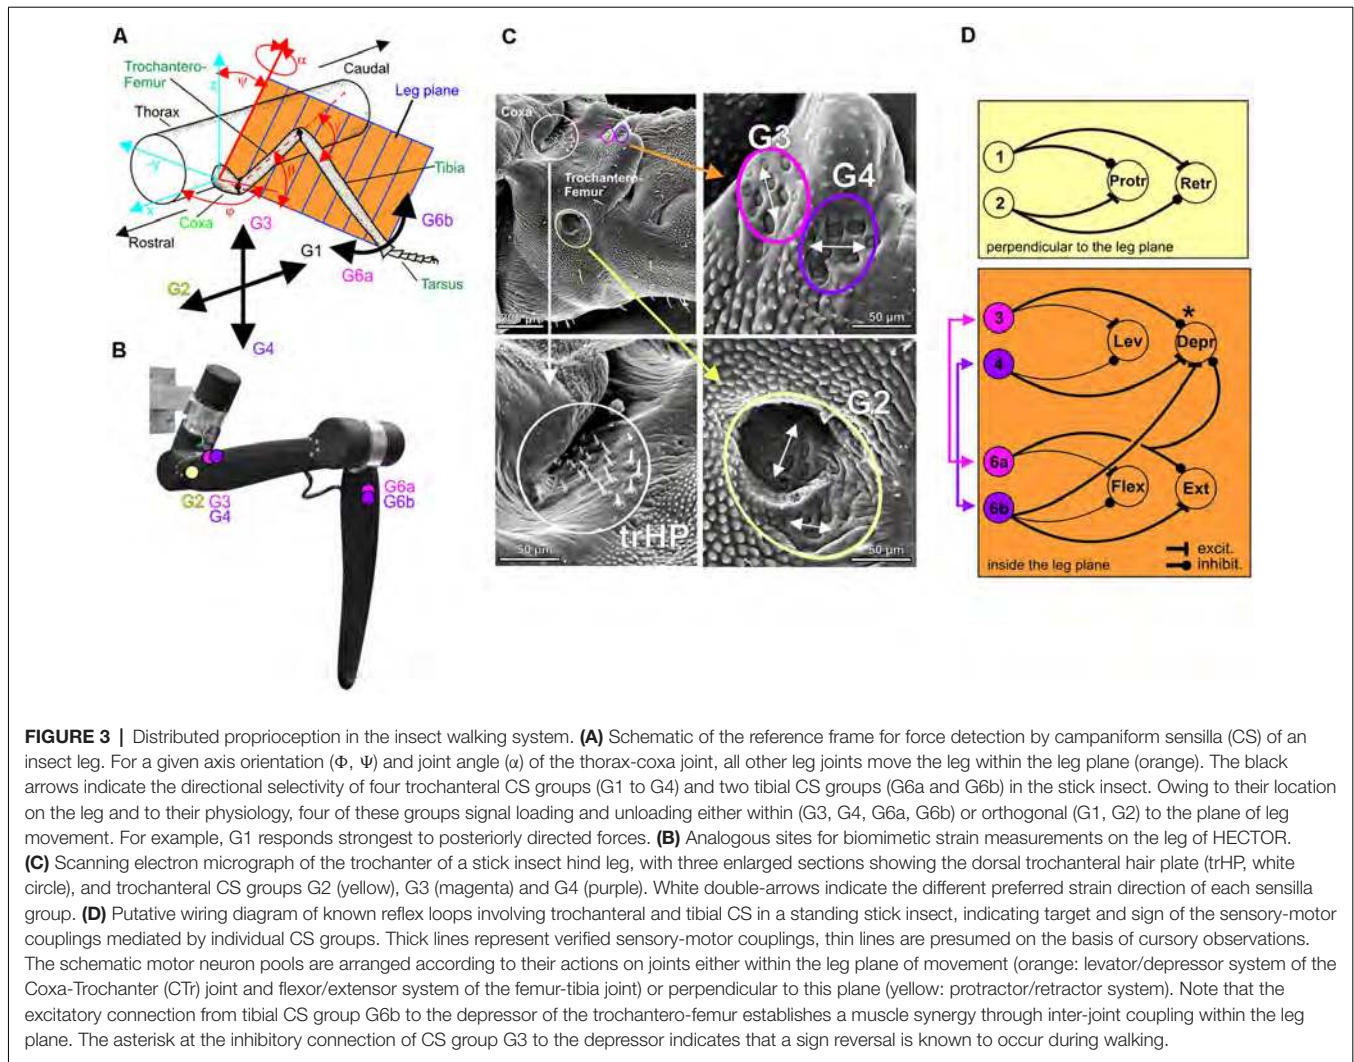 A
Trochantero-
Femur
Thorax
Caudal
Leg plane
Tibia
ψ
α
z
-y
x
β
φ
Coxa
Rostral
G3
G1
G2
G4
G6a
G6b
Tarsus
B
G2 G3
G4
G6a
G6b
C
Coxa
Trochantero-
Femur
G3
G4
50 µm
trHP
50 µm
G2
50 µm
D
1
2
Protr
Retr
perpendicular to the leg plane
3
4
Lev
*
Depr
6a
6b
Flex
Ext
excit.
inhibit.
inside the leg plane
FIGURE 3 | Distributed proprioception in the insect walking system. (A) Schematic of the reference frame for force detection by campaniform sensilla (CS) of an
insect leg. For a given axis orientation (Φ, Ψ) and joint angle (α) of the thorax-coxa joint, all other leg joints move the leg within the leg plane (orange). The black
arrows indicate the directional selectivity of four trochanteral CS groups (G1 to G4) and two tibial CS groups (G6a and G6b) in the stick insect. Owing to their location
on the leg and to their physiology, four of these groups signal loading and unloading either within (G3, G4, G6a, G6b) or orthogonal (G1, G2) to the plane of leg
movement. For example, G1 responds strongest to posteriorly directed forces. (B) Analogous sites for biomimetic strain measurements on the leg of HECTOR.
(C) Scanning electron micrograph of the trochanter of a stick insect hind leg, with three enlarged sections showing the dorsal trochanteral hair plate (trHP, white
circle), and trochanteral CS groups G2 (yellow), G3 (magenta) and G4 (purple). White double-arrows indicate the different preferred strain direction of each sensilla
group. (D) Putative wiring diagram of known reflex loops involving trochanteral and tibial CS in a standing stick insect, indicating target and sign of the sensory-motor
couplings mediated by individual CS groups. Thick lines represent verified sensory-motor couplings, thin lines are presumed on the basis of cursory observations.
The schematic motor neuron pools are arranged according to their actions on joints either within the leg plane of movement (orange: levator/depressor system of the
Coxa-Trochanter (CTr) joint and flexor/extensor system of the femur-tibia joint) or perpendicular to this plane (yellow: protractor/retractor system). Note that the
excitatory connection from tibial CS group G6b to the depressor of the trochantero-femur establishes a muscle synergy through inter-joint coupling within the leg
plane. The asterisk at the inhibitory connection of CS group G3 to the depressor indicates that a sign reversal is known to occur during walking.